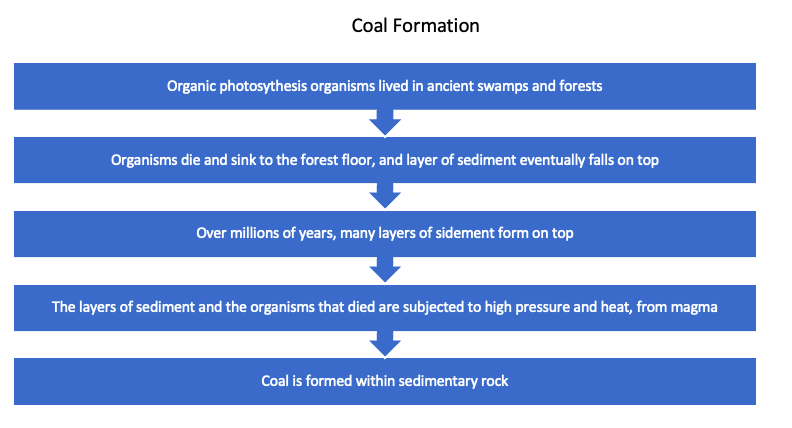 Coal Formation
Organic photosythesis organisms lived in ancient swamps and forests
Organisms die and sink to the forest floor, and layer of sediment eventually falls on top
Over millions of years, many layers of sidement form on top
The layers of sediment and the organisms that died are subjected to high pressure and heat, from magma
Coal is formed within sedimentary rock